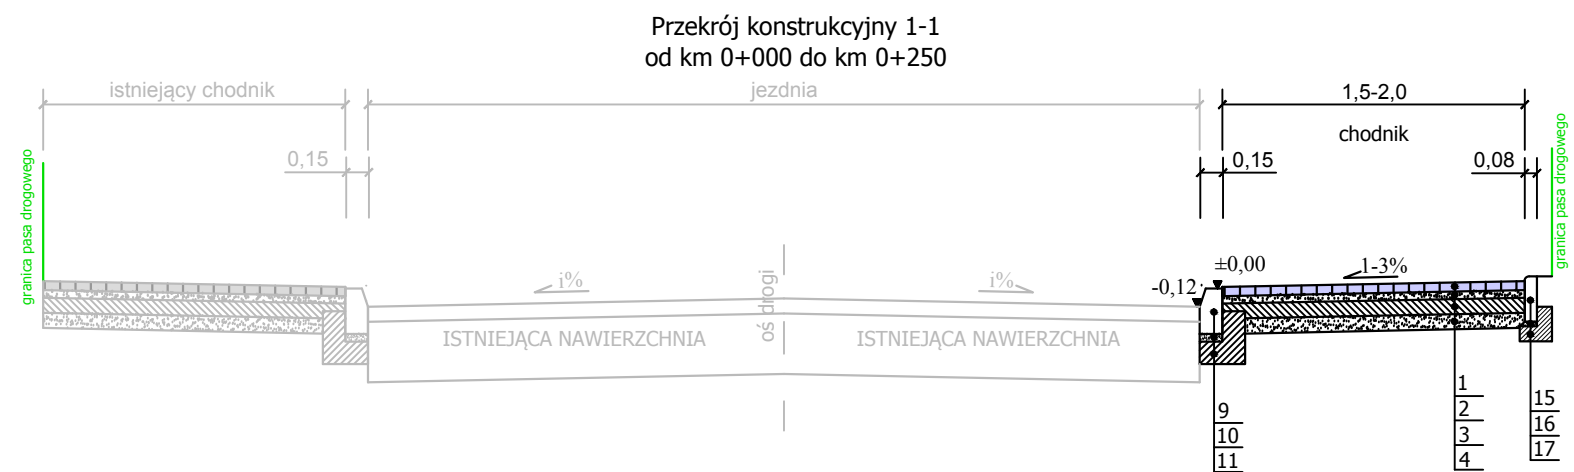 Przekrój konstrukcyjny 1-1
od km 0+000 do km 0+250
istniejący chodnik
jezdnia
1,5-2,0
chodnik
0,15
0,15
0,08
granica pasa drogowego
granica pasa drogowego
i%
oś drogi
i%
-0,12
±0,00
1-3%
ISTNIEJĄCA NAWIERZCHNIA
ISTNIEJĄCA NAWIERZCHNIA
9
10
11
1
2
3
4
15
16
17